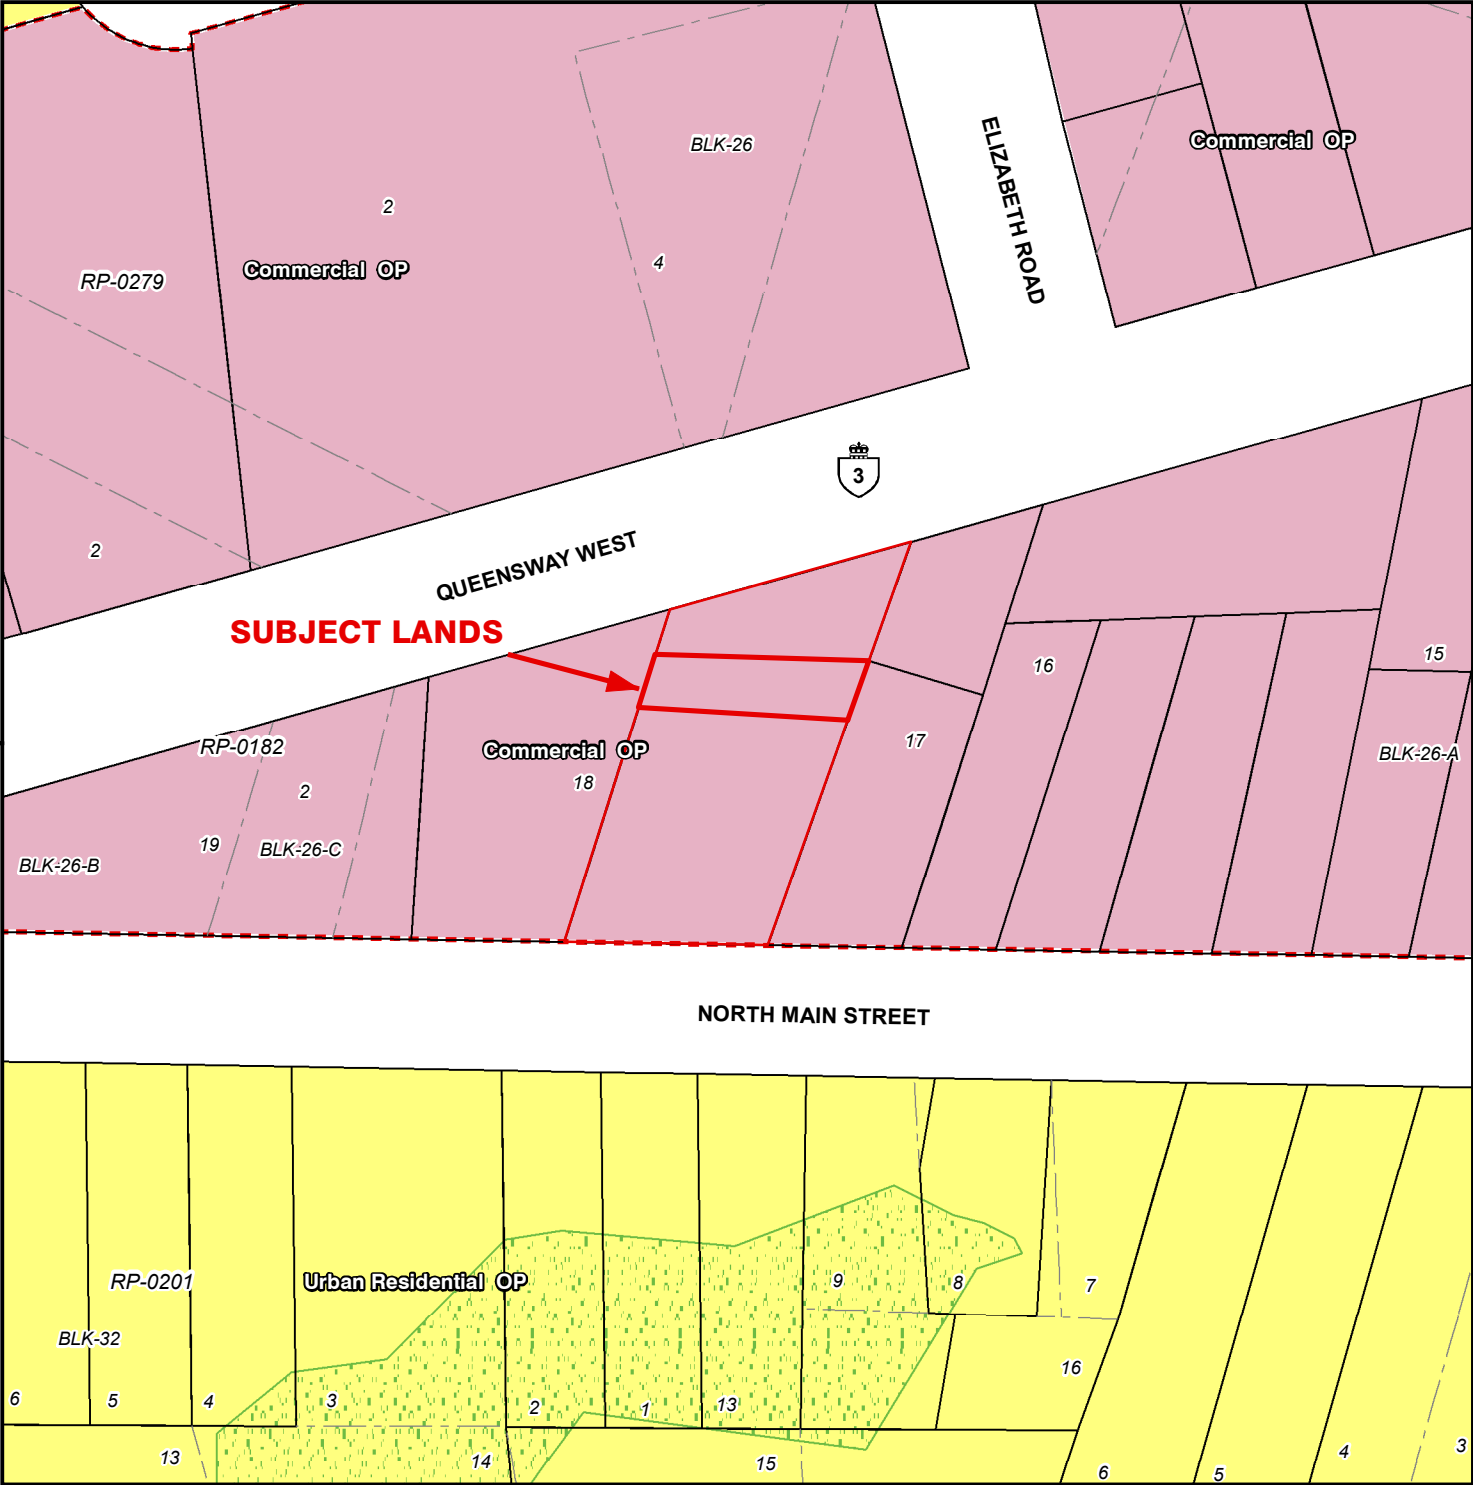 BLK-26
ELIZABETH ROAD
Commercial OP
2
Commercial OP
RP-0279
4
3
2
QUEENSWAY WEST
SUBJECT LANDS
16
15
RP-0182
Commercial OP
17
BLK-26-A
18
2
19
BLK-26-C
BLK-26-B
NORTH MAIN STREET
RP-0201
Urban Residential OP
9
8
7
BLK-32
16
6
5
4
3
2
1
13
13
14
15
6
5
4
3